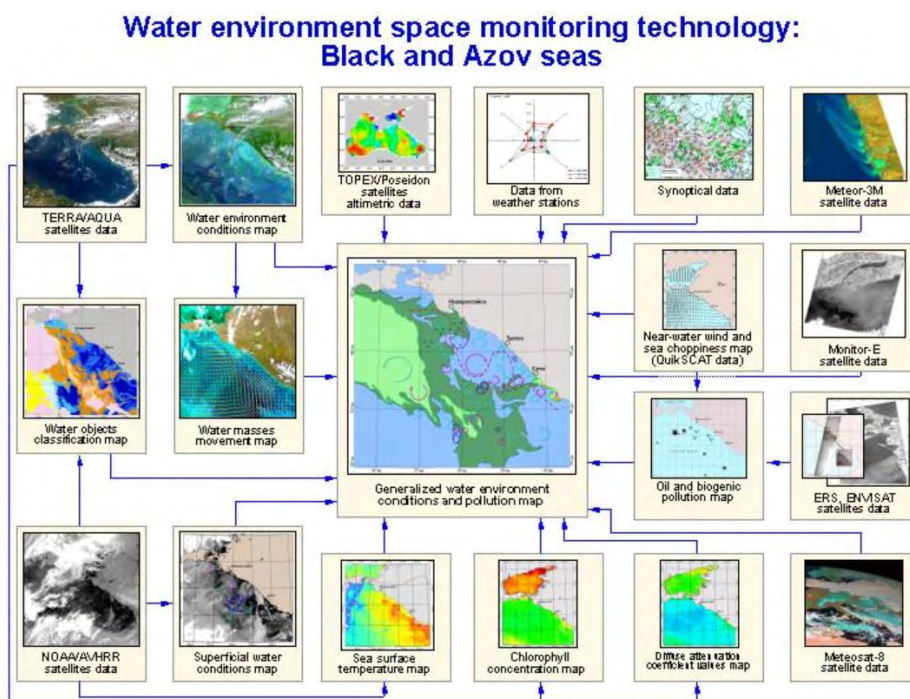 Water environment space monitoring technology:
Black and Azov seas
TERRA/AQUA
satellites data
Water environment
conditions map
TOPEX/Poseidon
satellites
altimetric data
Data from
weather stations
Synoptical data
Meteor-3M
satellite data
Water objects
classification map
Water masses
movement map
Generalized water environment
conditions and pollution map
Near-water wind and
sea choppiness map
(QuikSCAT data)
Monitor-E
satellite data
Oil and biogenic
pollution map
ERS, ENVISAT
satellites data
NOAA/AVHRR
satellites data
Superficial water
conditions map
Sea surface
temperature map
Chlorophyll
concentration map
Diffuse attenuation
coefficient values map
Meteosat-8
satellite data